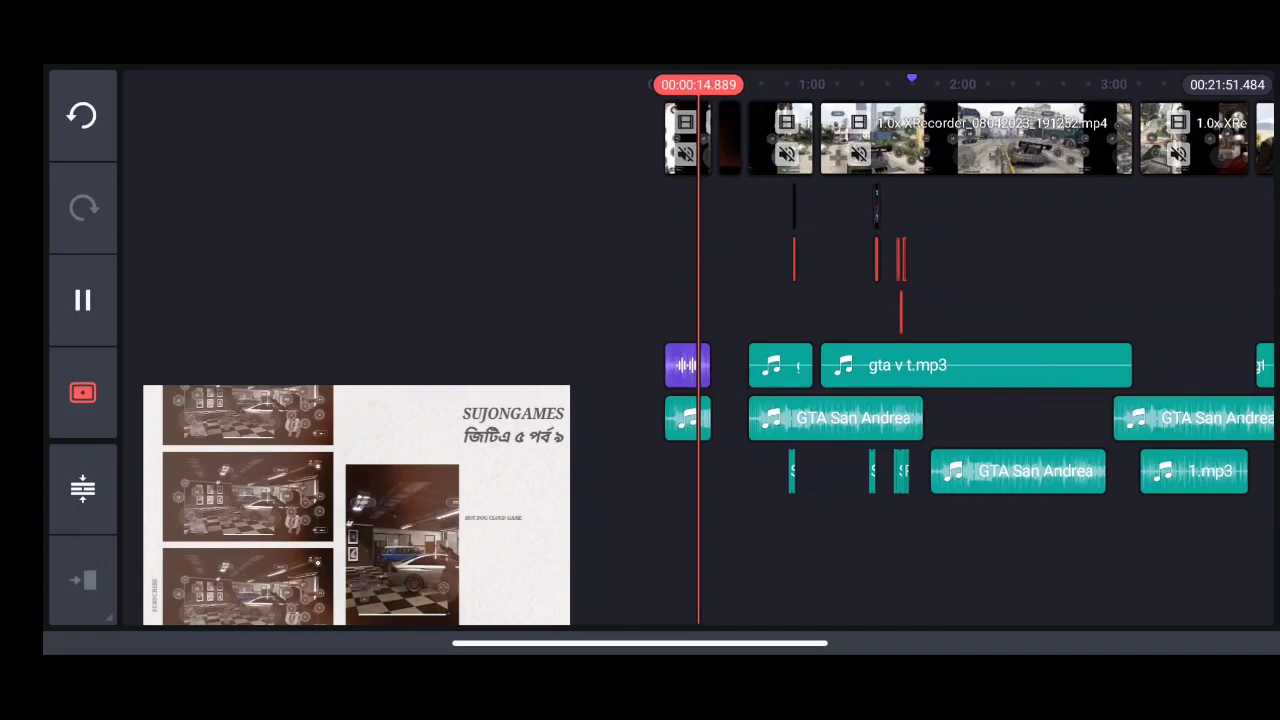 00:00:14.889
1:00
2:00
3:00
00:21:51.484
1.0x XRecorder_08042023_191252.mp4
1.0x XRe
gta v t.mp3
GTA San Andrea
GTA San Andrea
GTA San Andrea
1.mp3
SUJONGAMES
জিটিএ ৫ পর্ব ৯
HOT DOG CLOUD GAME
SUBSCRIBE